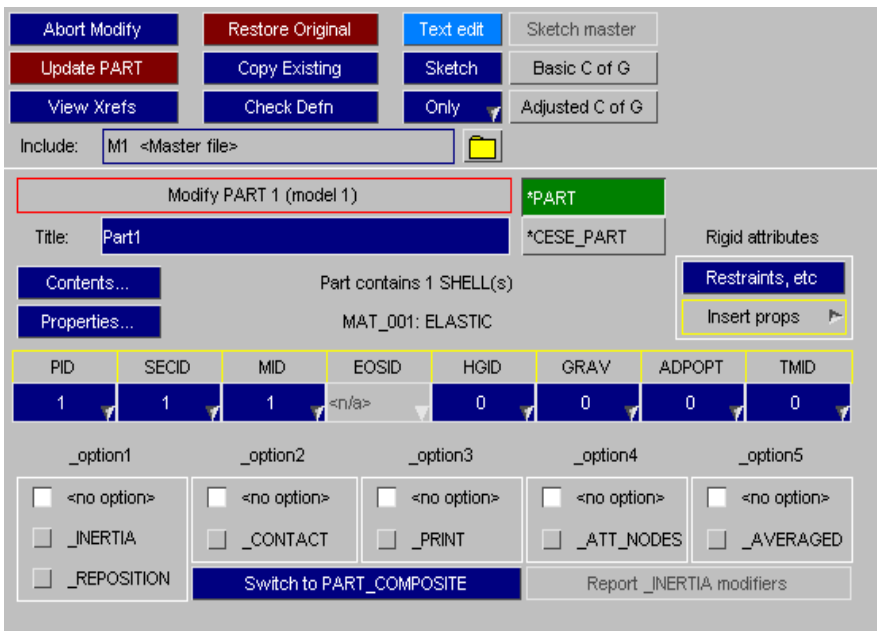 Abort Modify Restore Original Text edit Sketch master
Update PART Copy Existing Sketch Basic C of G
View Xrefs Check Defn Only Adjusted C of G
Include: M1 <Master file>
Modify PART 1 (model 1) *PART
Title: Part1 *CESE_PART Rigid attributes
Contents... Part contains 1 SHELL(s) Restraints, etc
Properties... MAT_001: ELASTIC Insert props
PID SECID MID EOSID HGID GRAV ADPOPT TMID
1 1 1 <n/a> 0 0 0 0
_option1 _option2 _option3 _option4 _option5
<no option> <no option> <no option> <no option> <no option>
_INERTIA _CONTACT _PRINT _ATT_NODES _AVERAGED
_REPOSITION Switch to PART_COMPOSITE Report _INERTIA modifiers